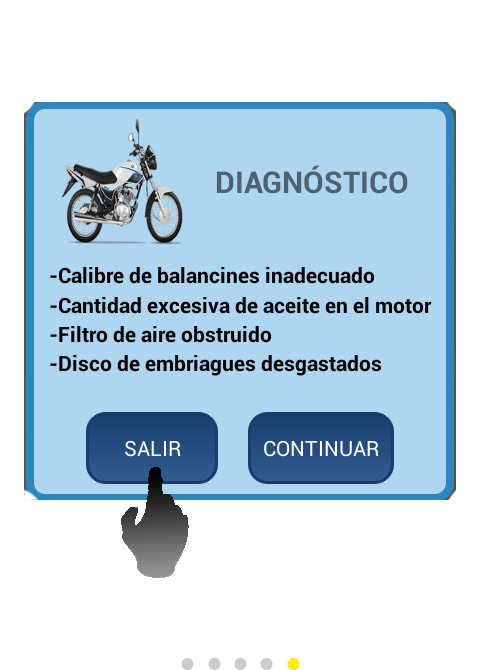 DIAGNÓSTICO
-Calibre de balancines inadecuado
-Cantidad excesiva de aceite en el motor
-Filtro de aire obstruido
-Disco de embriagues desgastados
SALIR
CONTINUAR